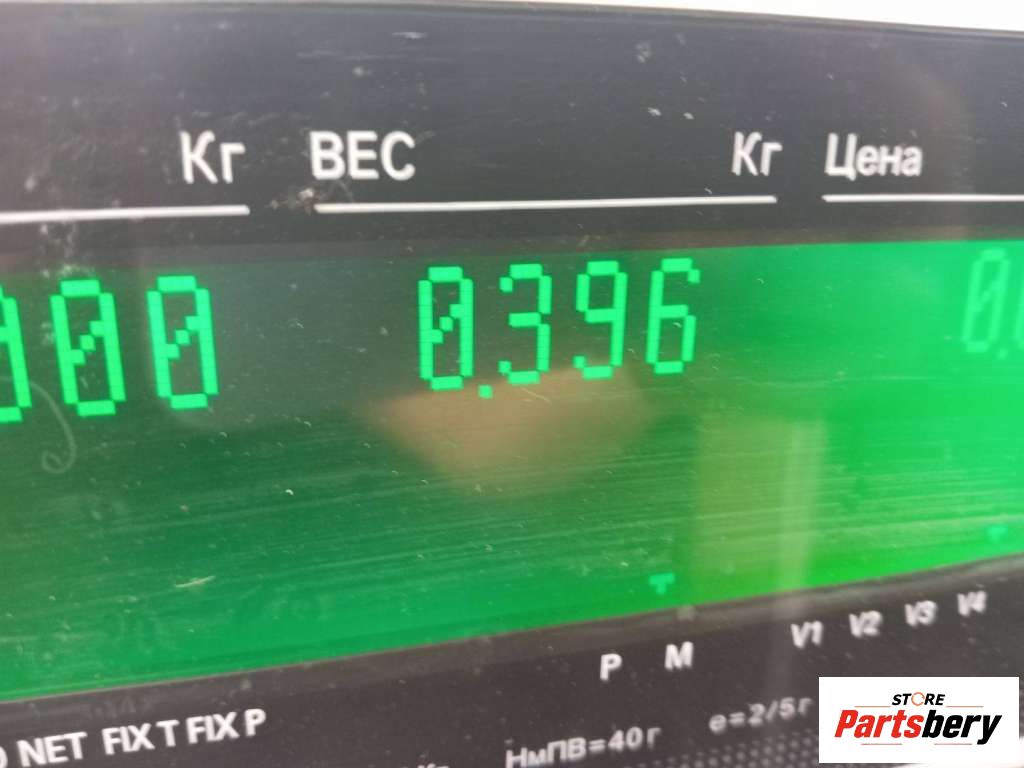 Кг ВЕС Кг Цена
000 0.396 0.
P M V1 V2 V3 V4
NET FIX T FIX P НмПВ=40г e=2/5г
STORE
Partsbery